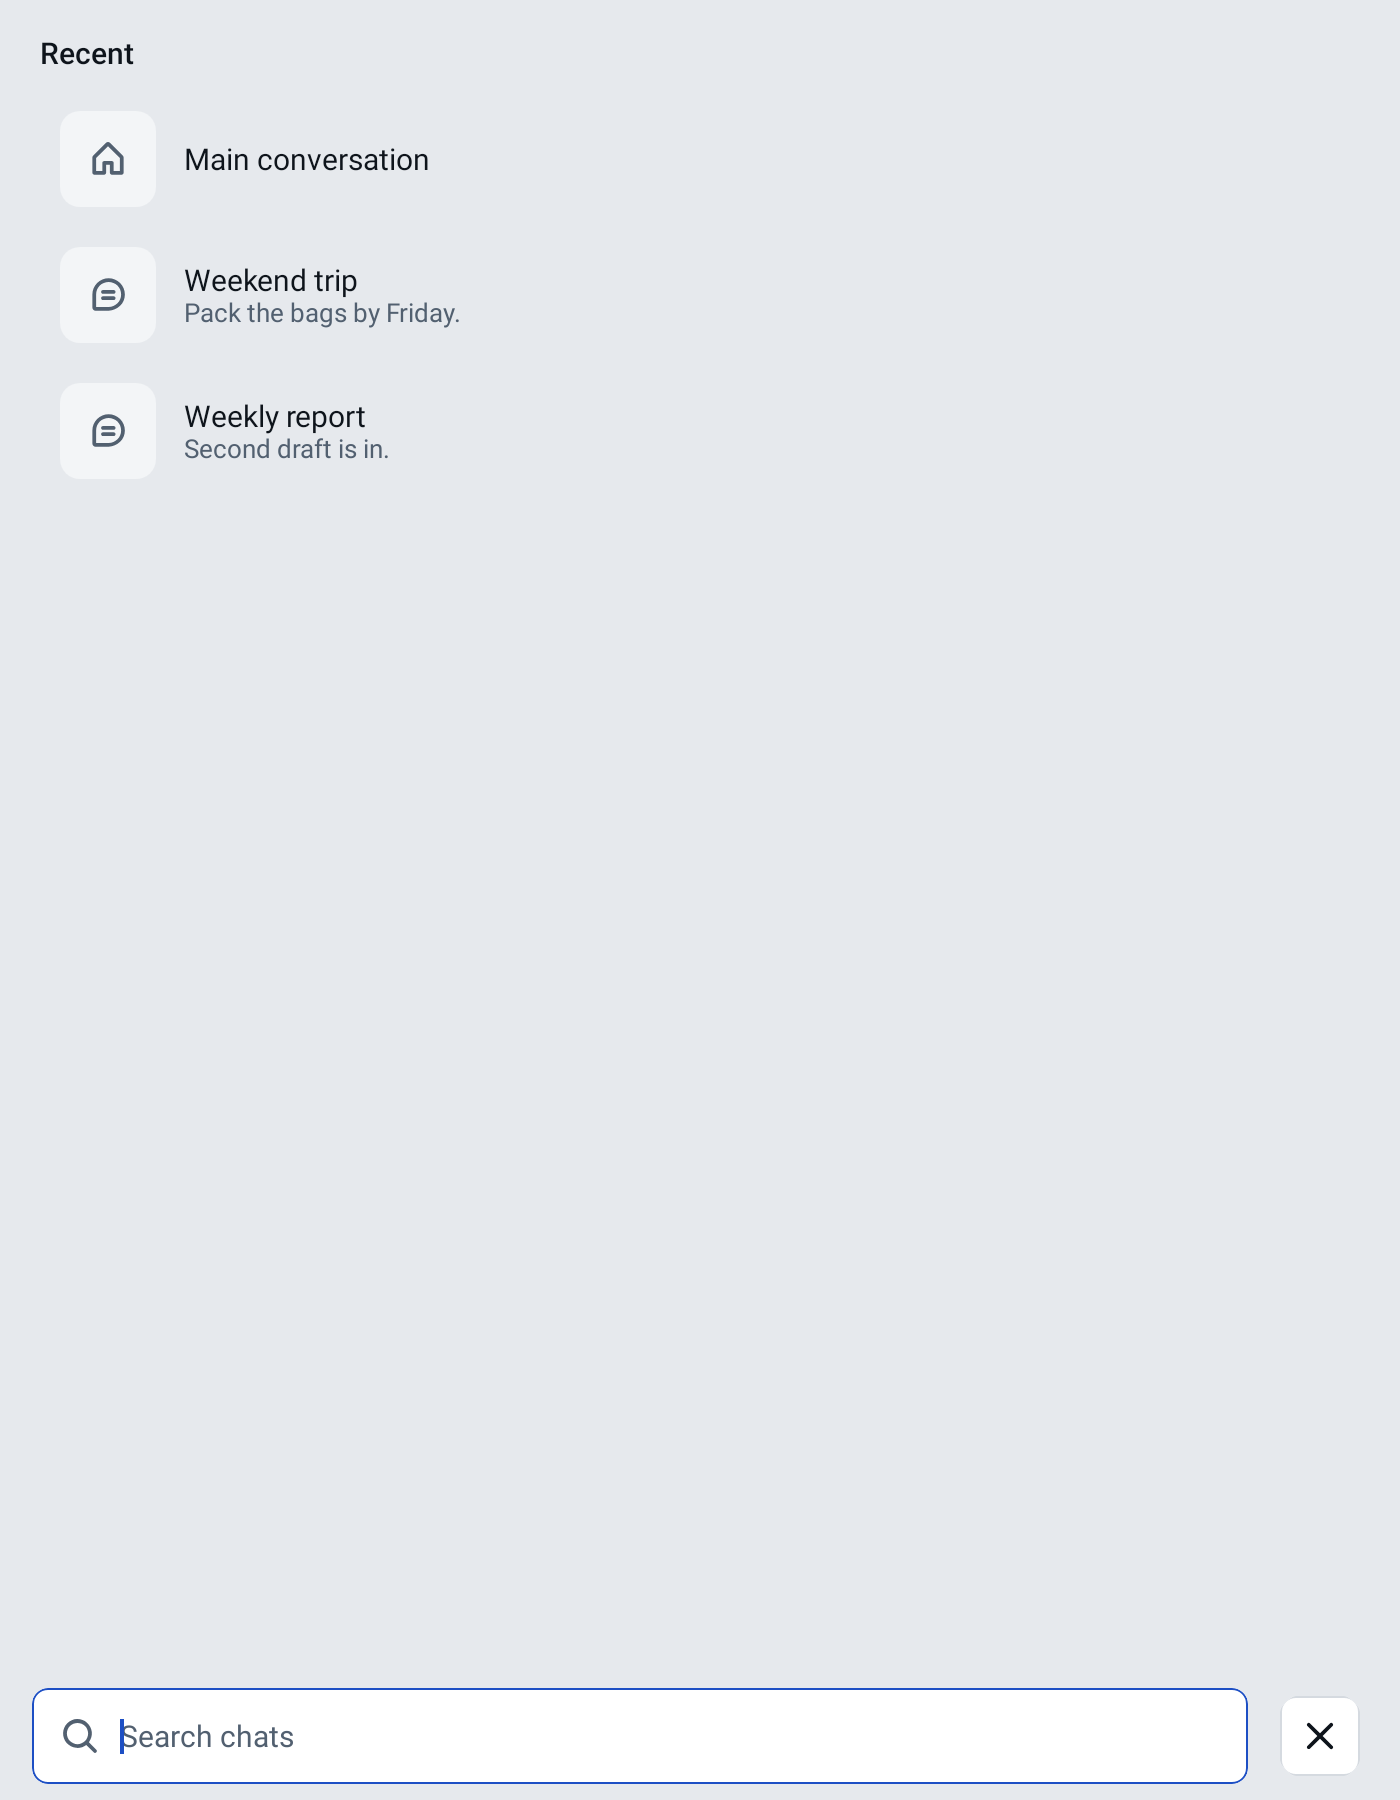 Recent
Main conversation
Weekend trip
Pack the bags by Friday.
Weekly report
Second draft is in.
Search chats